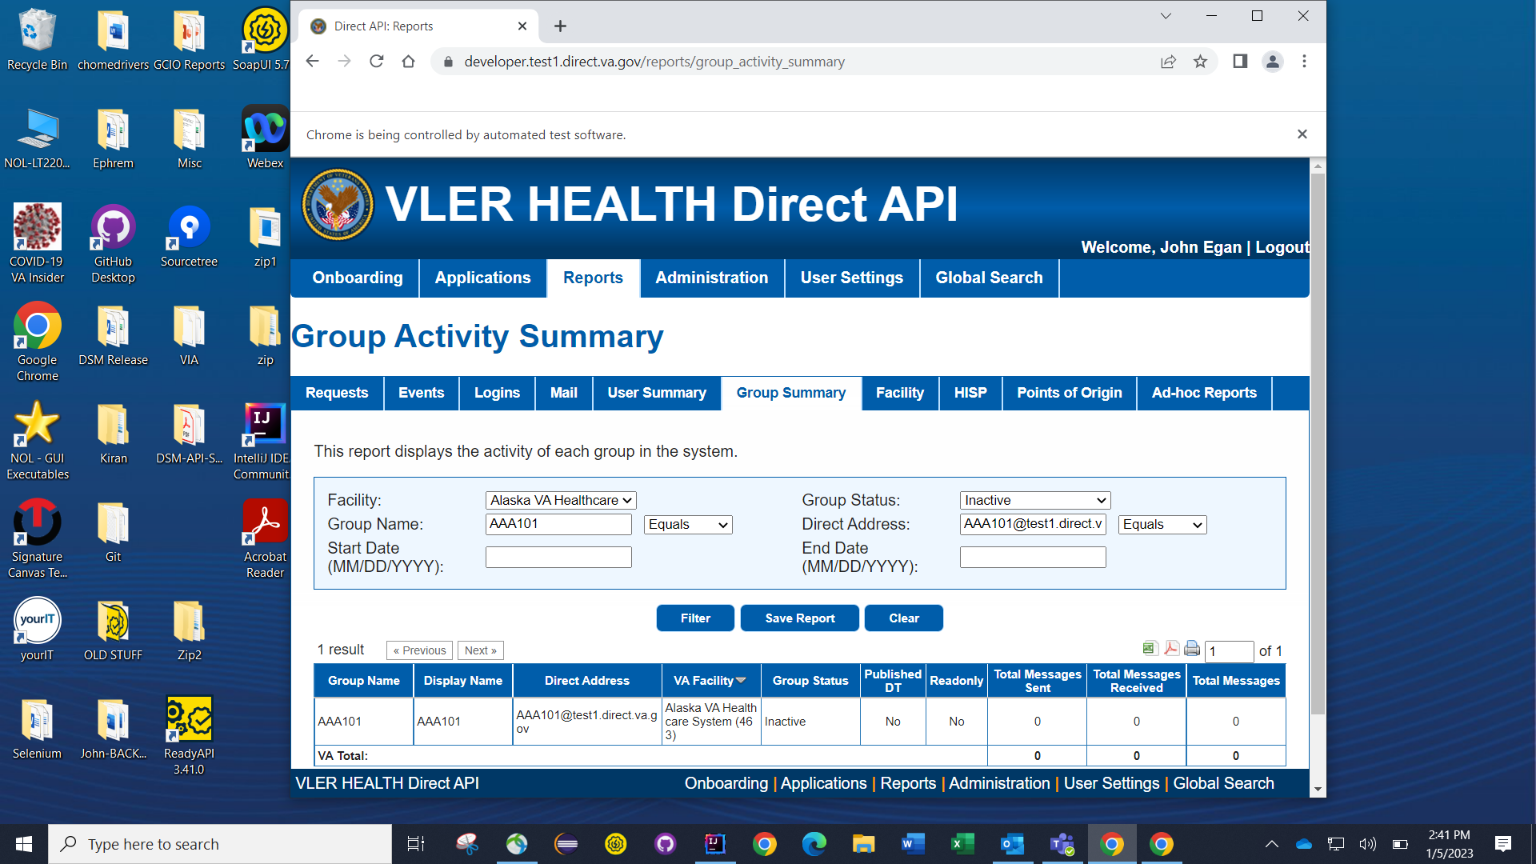 Recycle Bin
chomedrivers
GCIO Reports
SoapUI 5.7
NOL-LT220...
Ephrem
Misc
Webex
COVID-19
VA Insider
GitHub
Desktop
Sourcetree
zip1
Google
Chrome
DSM Release
VIA
zip
NOL - GUI
Executables
Kiran
DSM-API-S...
IntelliJ IDE
Communit
Signature
Canvas Te...
Git
Acrobat
Reader
yourIT
yourIT
OLD STUFF
Zip2
Selenium
John-BACK...
ReadyAPI
3.41.0
Direct API: Reports
developer.test1.direct.va.gov/reports/group_activity_summary
Chrome is being controlled by automated test software.
VLER HEALTH Direct API
Welcome, John Egan | Logout
Onboarding Applications Reports Administration User Settings Global Search
Group Activity Summary
Requests Events Logins Mail User Summary Group Summary Facility HISP Points of Origin Ad-hoc Reports
This report displays the activity of each group in the system.
Facility: Alaska VA Healthcare Group Status: Inactive
Group Name: AAA101 Equals Direct Address: AAA101@test1.direct.v Equals
Start Date
(MM/DD/YYYY):
End Date
(MM/DD/YYYY):
Filter Save Report Clear
1 result « Previous Next » 1 of 1
Group Name Display Name Direct Address VA Facility Group Status Published DT Readonly Total Messages Sent Total Messages Received Total Messages
AAA101 AAA101 AAA101@test1.direct.va.gov Alaska VA Health care System (463) Inactive No No 0 0 0
VA Total: 0 0 0
VLER HEALTH Direct API Onboarding | Applications | Reports | Administration | User Settings | Global Search
Type here to search
2:41 PM
1/5/2023